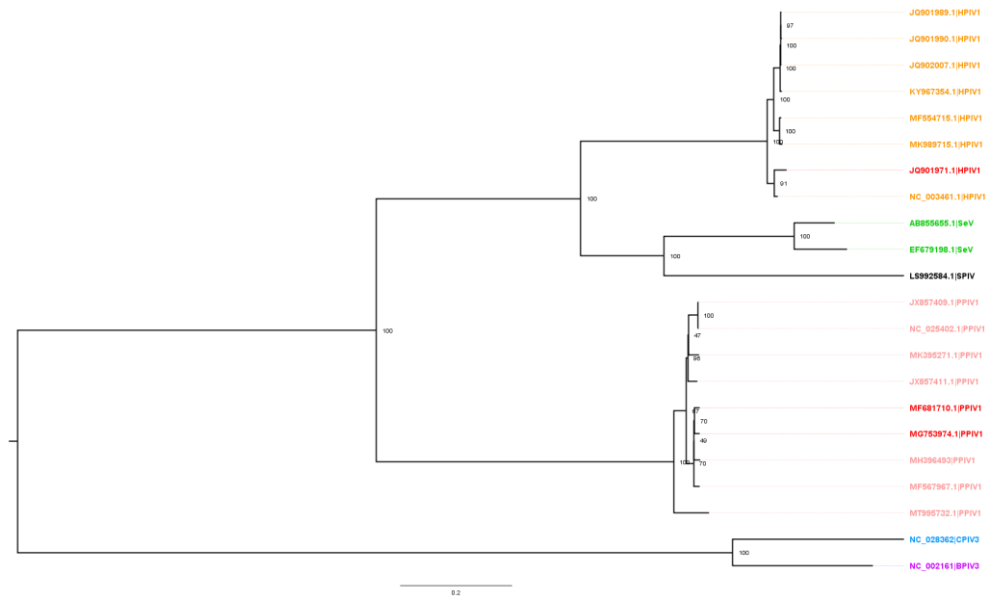 JQ901989.1|HPIV1
97
JQ901990.1|HPIV1
100
JQ902007.1|HPIV1
100
KY967354.1|HPIV1
100
MF554715.1|HPIV1
100
100
MK989715.1|HPIV1
JQ901971.1|HPIV1
91
NC_003461.1|HPIV1
100
AB855655.1|SeV
100
EF679198.1|SeV
100
LS992584.1|SPIV
JX857409.1|PPIV1
100
NC_025402.1|PPIV1
100
47
MK395271.1|PPIV1
96
JX857411.1|PPIV1
MF681710.1|PPIV1
67
70
MG753974.1|PPIV1
49
MH396493|PPIV1
100
70
MF567967.1|PPIV1
MT995732.1|PPIV1
NC_028362|CPIV3
100
NC_002161|BPIV3
0.2